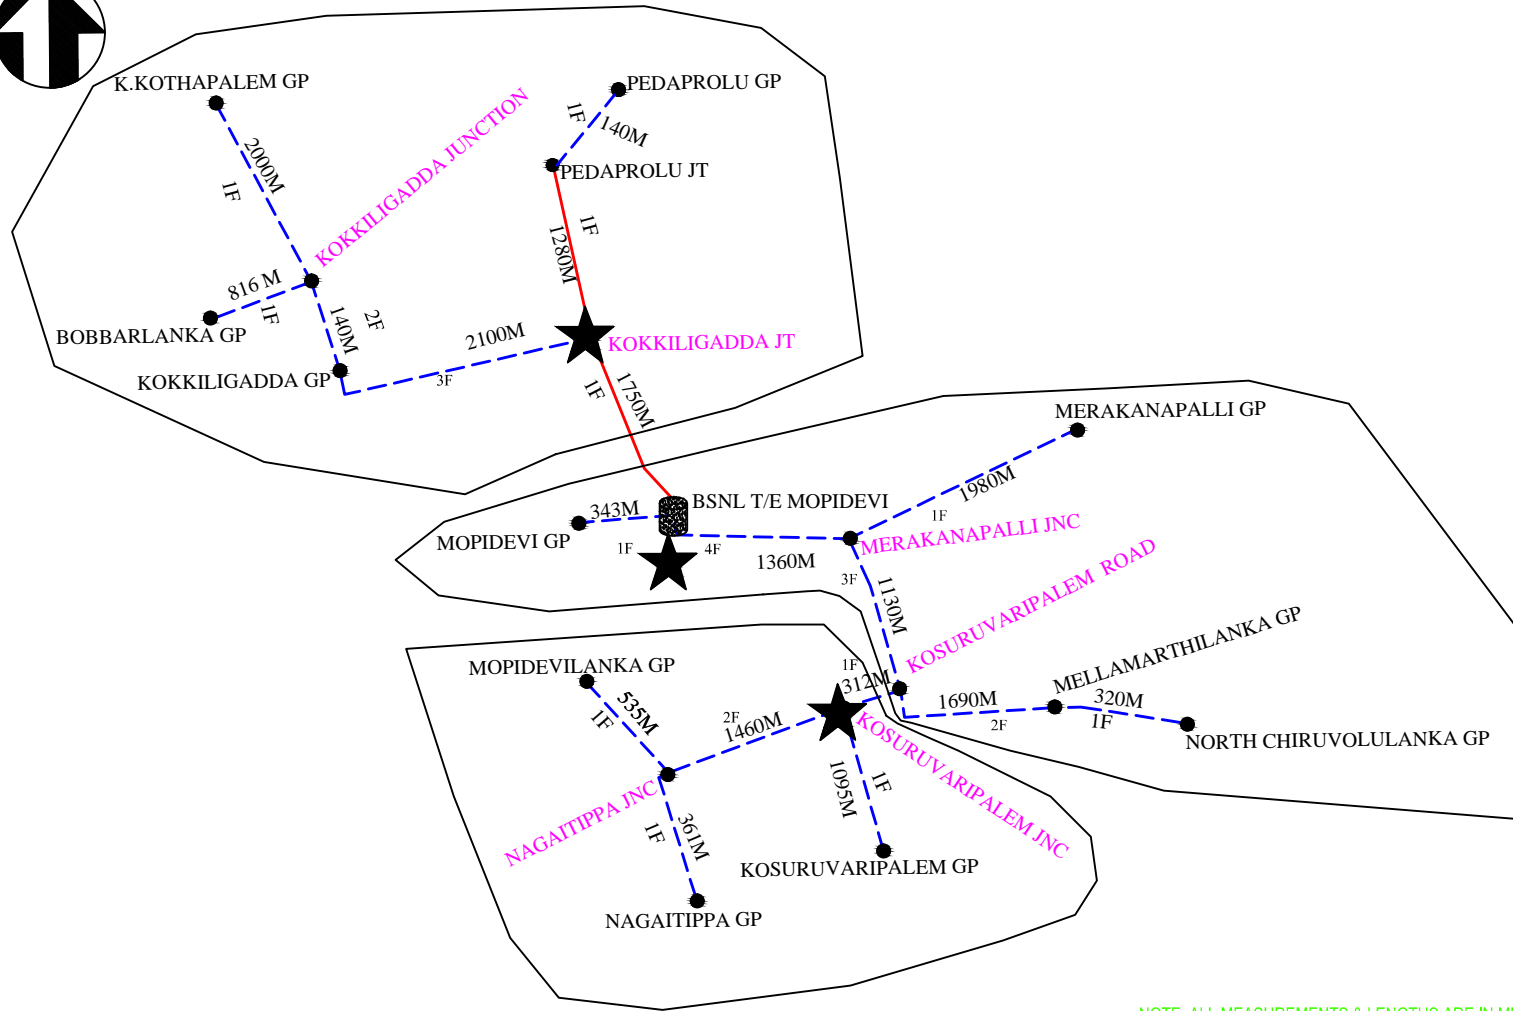 K.KOTHAPALEM GP
PEDAPROLU GP
1F
140M
PEDAPROLU JT
2000M
1F
KOKKILIGADDA JUNCTION
1F
1280M
816 M
1F
BOBBARLANKA GP
140M
2F
KOKKILIGADDA GP
2100M
3F
KOKKILIGADDA JT
1F
1750M
MERAKANAPALLI GP
1980M
1F
BSNL T/E MOPIDEVI
343M
MOPIDEVI GP
1F
4F
1360M
MERAKANAPALLI JNC
3F
1130M
KOSURUVARIPALEM ROAD
MELLAMARTHILANKA GP
MOPIDEVILANKA GP
1F
312M
1690M
2F
320M
1F
NORTH CHIRUVOLULANKA GP
535M
1F
2F
1460M
KOSURUVARIPALEM JNC
NAGAITIPPA JNC
1095M
1F
361M
1F
KOSURUVARIPALEM GP
NAGAITIPPA GP